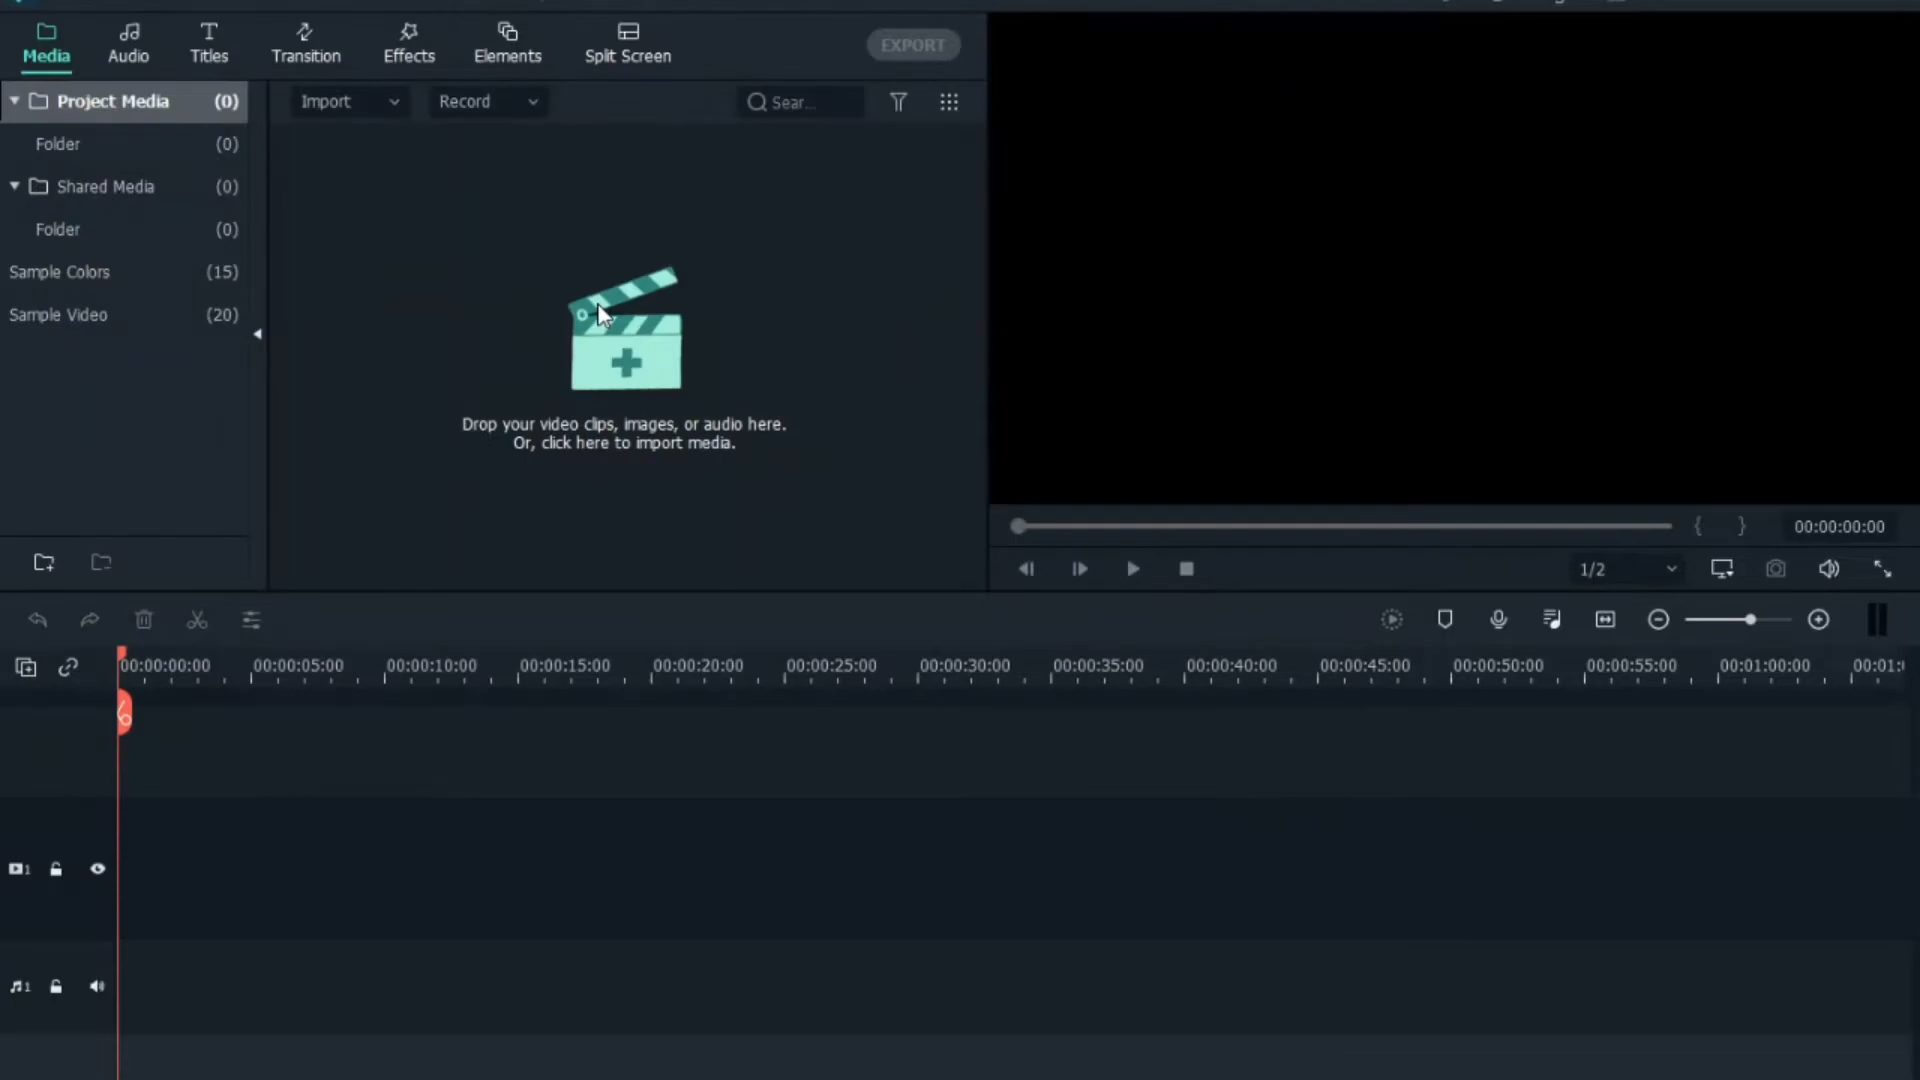 Media
Audio
Titles
Transition
Effects
Elements
Split Screen
EXPORT
Project Media (0)
Folder (0)
Shared Media (0)
Folder (0)
Sample Colors (15)
Sample Video (20)
Import
Record
Sear...
Drop your video clips, images, or audio here.
Or, click here to import media.
00:00:00:00
1/2
00:00:00:00 00:00:05:00 00:00:10:00 00:00:15:00 00:00:20:00 00:00:25:00 00:00:30:00 00:00:35:00 00:00:40:00 00:00:45:00 00:00:50:00 00:00:55:00 00:01:00:00 00:01:0
1
1